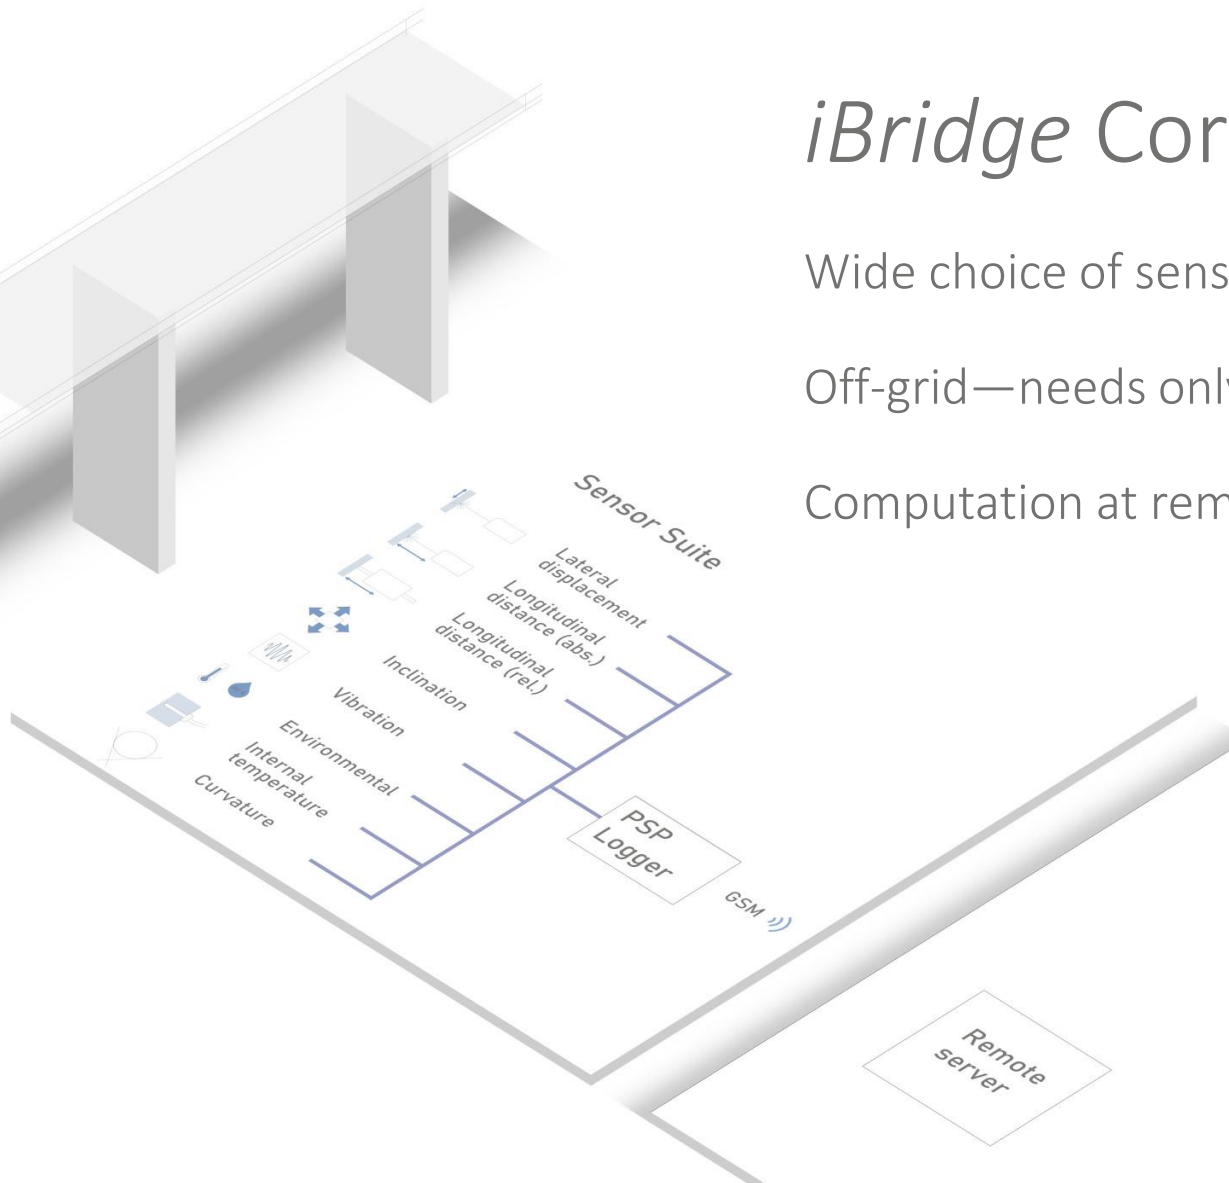 iBridge Cor
Wide choice of sens
Off-grid—needs only
Computation at rem
Sensor Suite
Lateral
displacement
Longitudinal
distance (abs.)
Longitudinal
distance (rel.)
Inclination
Vibration
Environmental
Internal
temperature
Curvature
PSP
Logger
GSM
Remote
server